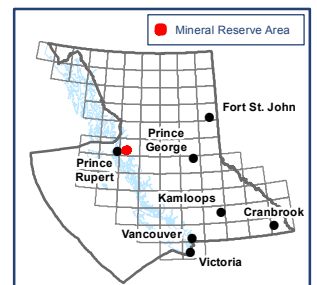 Mineral Reserve Area
Fort St. John
Prince
George
Prince
Rupert
Kamloops
Cranbrook
Vancouver
Victoria